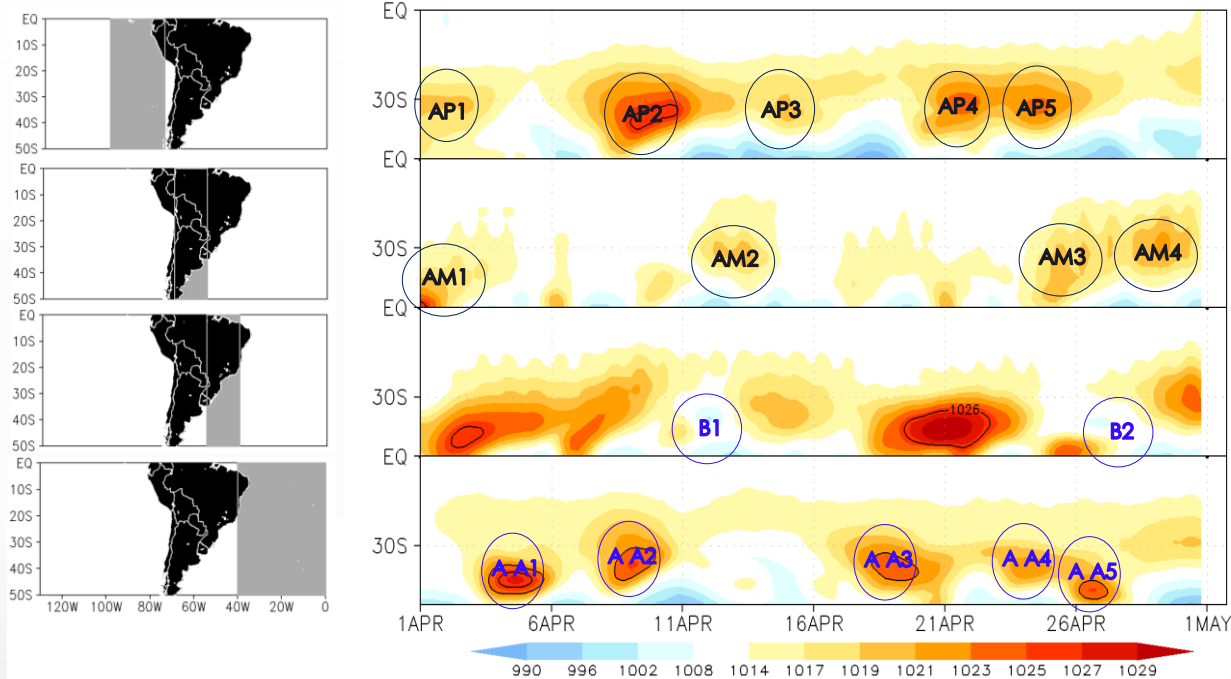 EQ
10S
20S
30S
40S
50S
EQ
10S
20S
30S
40S
50S
EQ
10S
20S
30S
40S
50S
EQ
10S
20S
30S
40S
50S
120W 100W 80W 60W 40W 20W 0
EQ
30S
AP1 AP2 AP3 AP4 AP5
EQ
30S
AM1 AM2 AM3 AM4
EQ
1026
30S
B1 B2
EQ
30S
A A1 A A2 A A3 A A4 A A5
1APR 6APR 11APR 16APR 21APR 26APR 1MAY
990 996 1002 1008 1014 1017 1019 1021 1023 1025 1027 1029